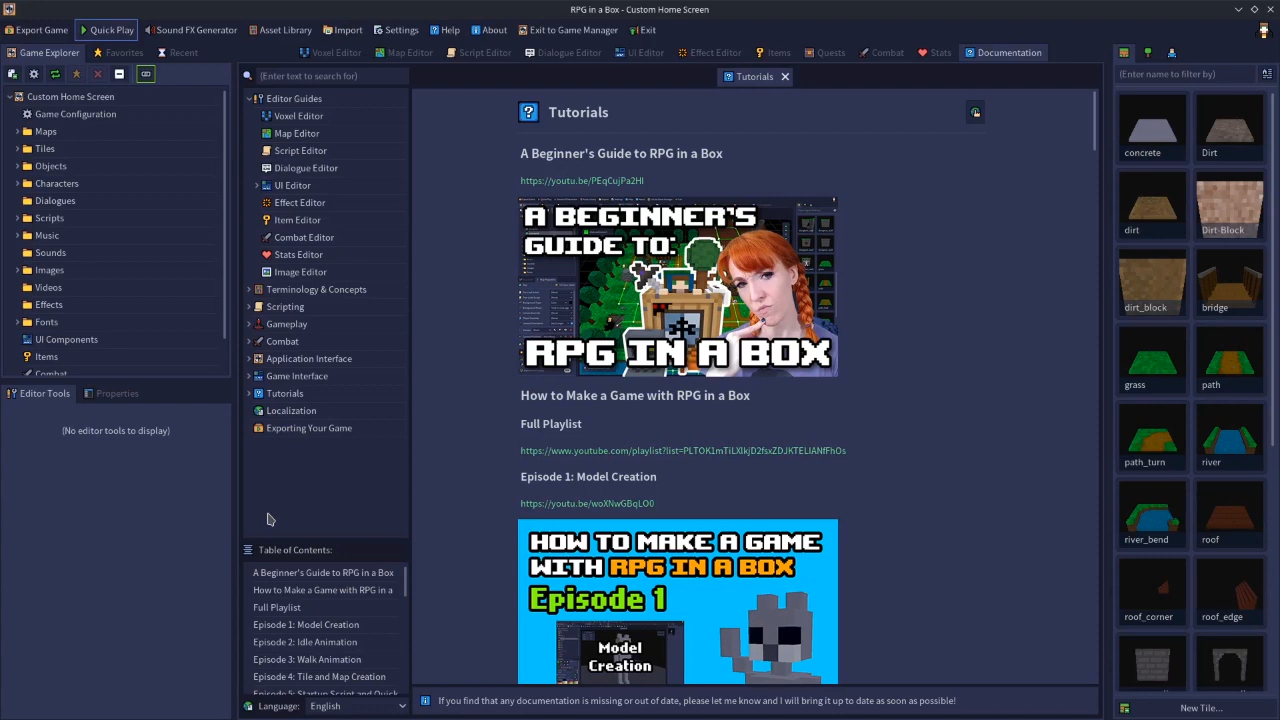 RPG in a Box - Custom Home Screen
Export Game
Quick Play
Sound FX Generator
Asset Library
Import
Settings
Help
About
Exit to Game Manager
Exit
Game Explorer
Favorites
Recent
Voxel Editor
Map Editor
Script Editor
Dialogue Editor
UI Editor
Effect Editor
Items
Quests
Combat
Stats
Documentation
Custom Home Screen
Game Configuration
Maps
Tiles
Objects
Characters
Dialogues
Scripts
Music
Sounds
Images
Videos
Effects
Fonts
UI Components
Items
Combat
Editor Tools
Properties
(No editor tools to display)
(Enter text to search for)
Editor Guides
Voxel Editor
Map Editor
Script Editor
Dialogue Editor
UI Editor
Effect Editor
Item Editor
Combat Editor
Stats Editor
Image Editor
Terminology & Concepts
Scripting
Gameplay
Combat
Application Interface
Game Interface
Tutorials
Localization
Exporting Your Game
Table of Contents:
A Beginner's Guide to RPG in a Box
How to Make a Game with RPG in a
Full Playlist
Episode 1: Model Creation
Episode 2: Idle Animation
Episode 3: Walk Animation
Episode 4: Tile and Map Creation
Episode 5: Startup Script and Quick
Language:
English
Tutorials
Tutorials
A Beginner's Guide to RPG in a Box
https://youtu.be/PEqCujPa2HI
A BEGINNER'S
GUIDE TO:
RPG IN A BOX
How to Make a Game with RPG in a Box
Full Playlist
https://www.youtube.com/playlist?list=PLTOK1mTiLXlkjD2fsxZDJKTELIANfFhOs
Episode 1: Model Creation
https://youtu.be/woXNwGBqLO0
HOW TO MAKE A GAME
WITH RPG IN A BOX
Episode 1
Model
Creation
If you find that any documentation is missing or out of date, please let me know and I will bring it up to date as soon as possible!
(Enter name to filter by)
concrete
Dirt
dirt
Dirt-Block
dirt_block
bridge
grass
path
path_turn
river
river_bend
roof
roof_corner
roof_edge
New Tile...